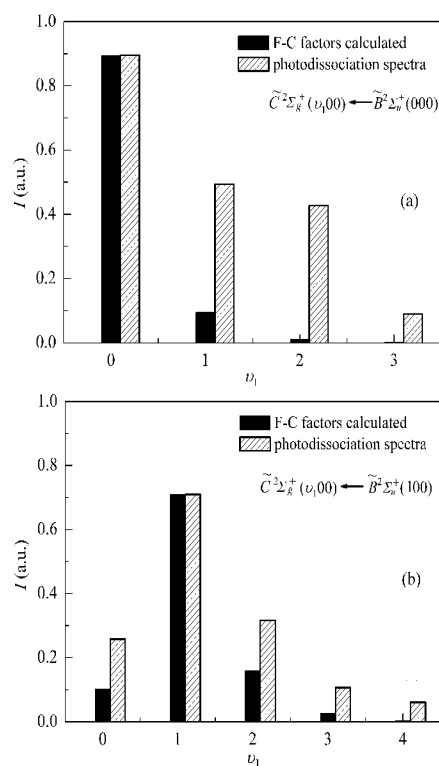 1.0
0.8
0.6
0.4
0.2
0.0
I (a.u.)
F-C factors calculated
photodissociation spectra
C̃ ²Σg⁺(υ₁00) ← B̃ ²Σu⁺(000)
(a)
0 1 2 3
υ₁
1.0
0.8
0.6
0.4
0.2
0.0
I (a.u.)
F-C factors calculated
photodissociation spectra
C̃ ²Σg⁺(υ₁00) ← B̃ ²Σu⁺(100)
(b)
0 1 2 3 4
υ₁